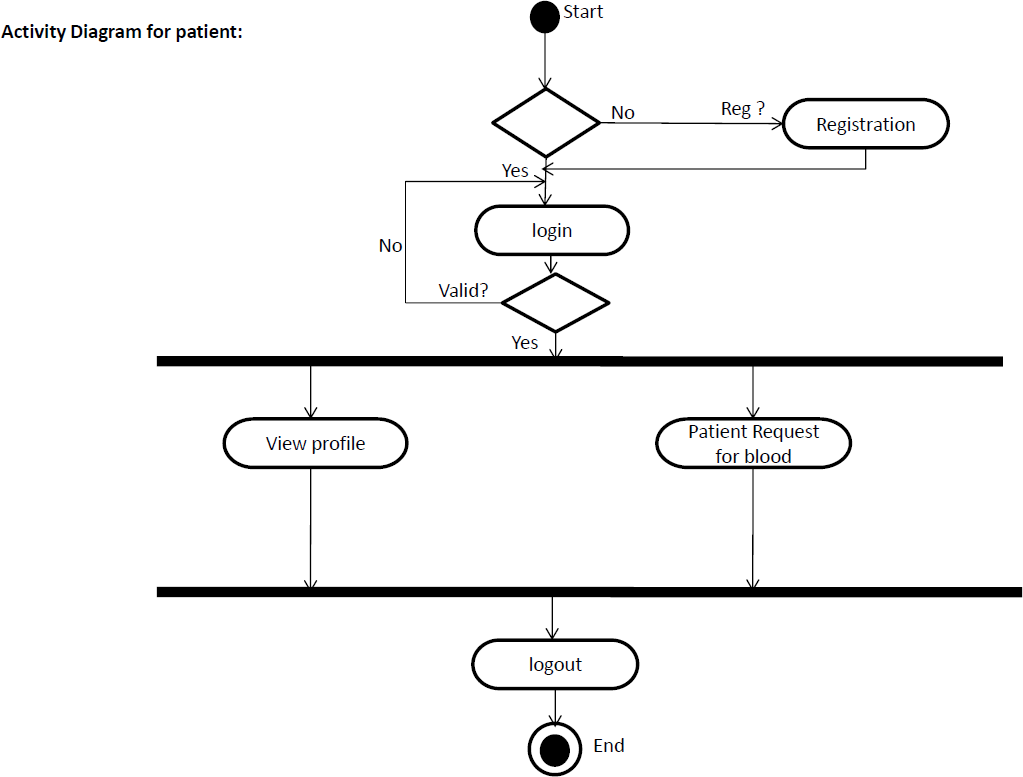 Start
Activity Diagram for patient:
No
Reg ?
Registration
Yes
login
No
Valid?
Yes
View profile
Patient Request
for blood
logout
End